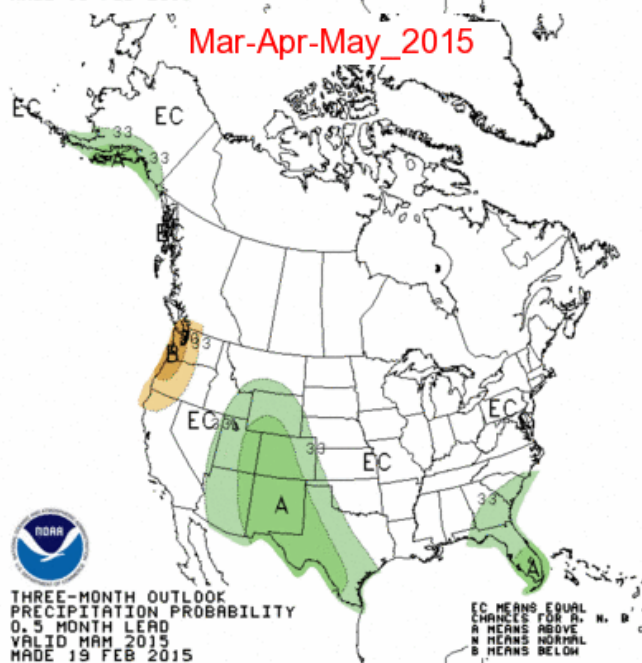 Mar-Apr-May_2015
EC
EC
33
33
EC
33
B
EC
33
EC
33
EC
A
33
A
NOAA
THREE-MONTH OUTLOOK
PRECIPITATION PROBABILITY
0.5 MONTH LEAD
VALID MAM 2015
MADE 19 FEB 2015
EC MEANS EQUAL
CHANCES FOR A, N, B
A MEANS ABOVE
N MEANS NORMAL
B MEANS BELOW